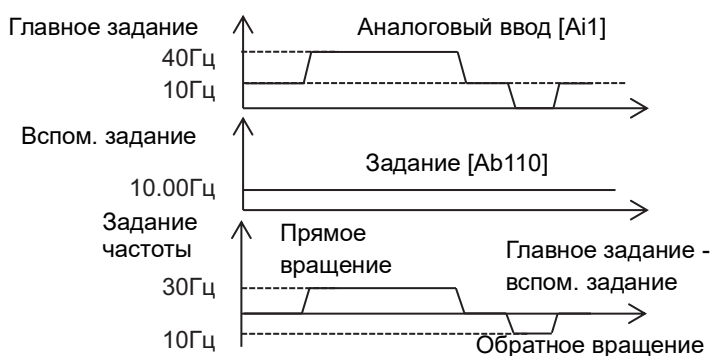 Главное задание
Аналоговый ввод [Ai1]
40Гц
10Гц
Вспом. задание
Задание [Ab110]
10.00Гц
Задание
частоты
Прямое
вращение
Главное задание -
вспом. задание
30Гц
10Гц
Обратное вращение